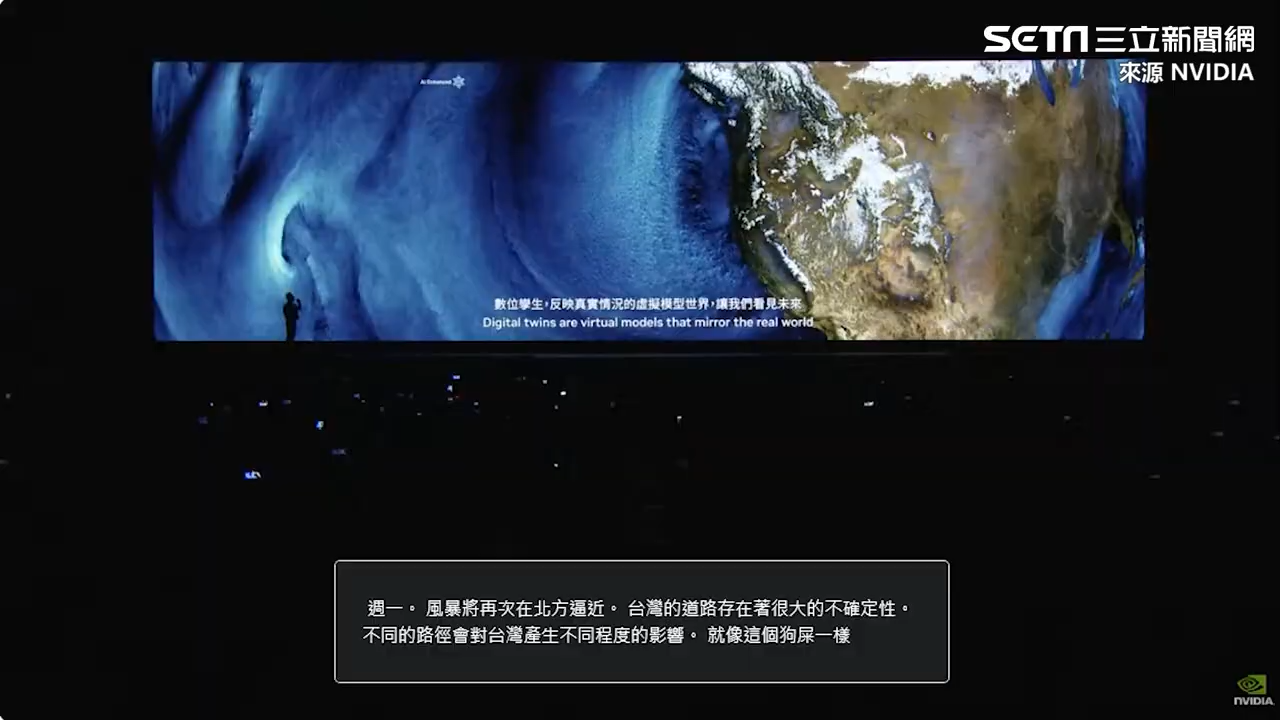 SETN三立新聞網
來源 NVIDIA
AI Enhanced
數位孿生,反映真實情況的虛擬模型世界,讓我們看見未來
Digital twins are virtual models that mirror the real world
週一。 風暴將再次在北方逼近。 台灣的道路存在著很大的不確定性。
不同的路徑會對台灣產生不同程度的影響。 就像這個狗屎一樣
NVIDIA